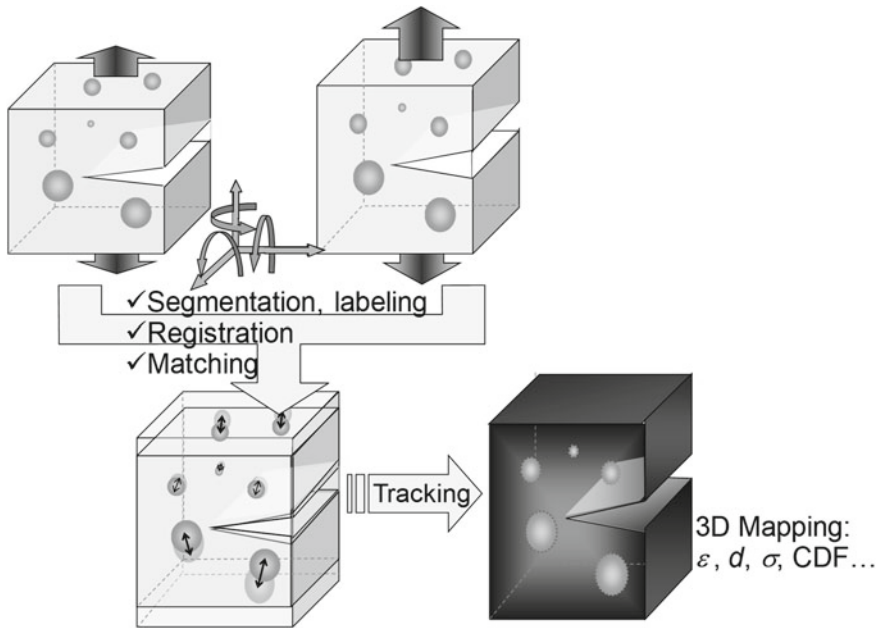 ✓Segmentation, labeling
✓Registration
✓Matching
Tracking
3D Mapping:
ε, d, σ, CDF…